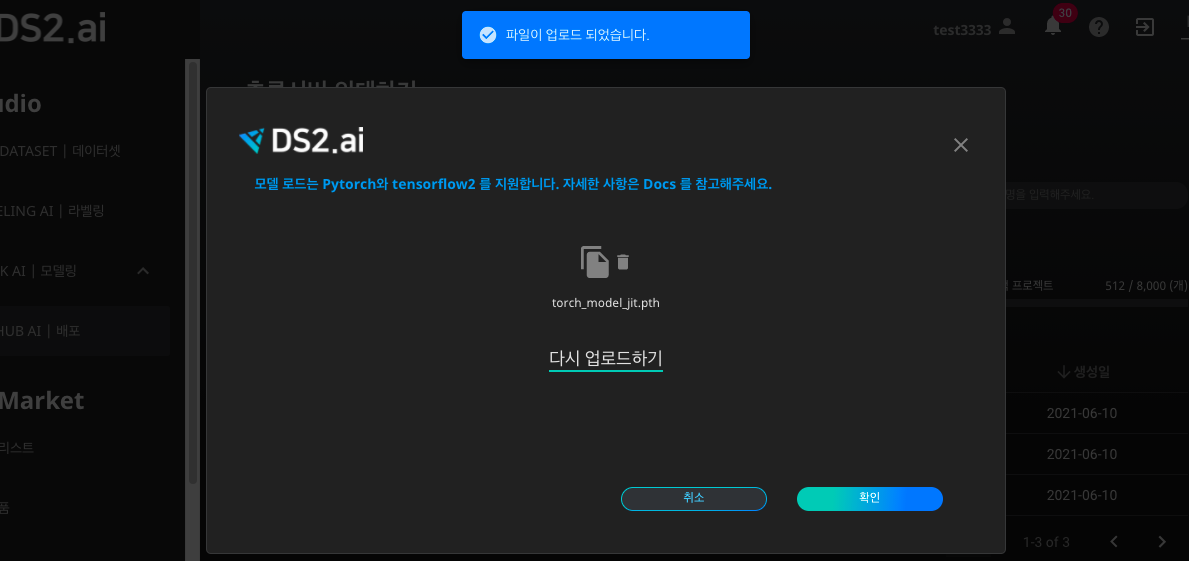 DS2.ai
파일이 업로드 되었습니다.
test3333
30
udio
DATASET | 데이터셋
ELING AI | 라벨링
K AI | 모델링
HUB AI | 배포
Market
리스트
품
DS2.ai
모델 로드는 Pytorch와 tensorflow2 를 지원합니다. 자세한 사항은 Docs 를 참고해주세요.
torch_model_jit.pth
다시 업로드하기
취소
확인
명을 입력해주세요.
프로젝트
512 / 8,000 (개)
생성일
2021-06-10
2021-06-10
2021-06-10
1-3 of 3